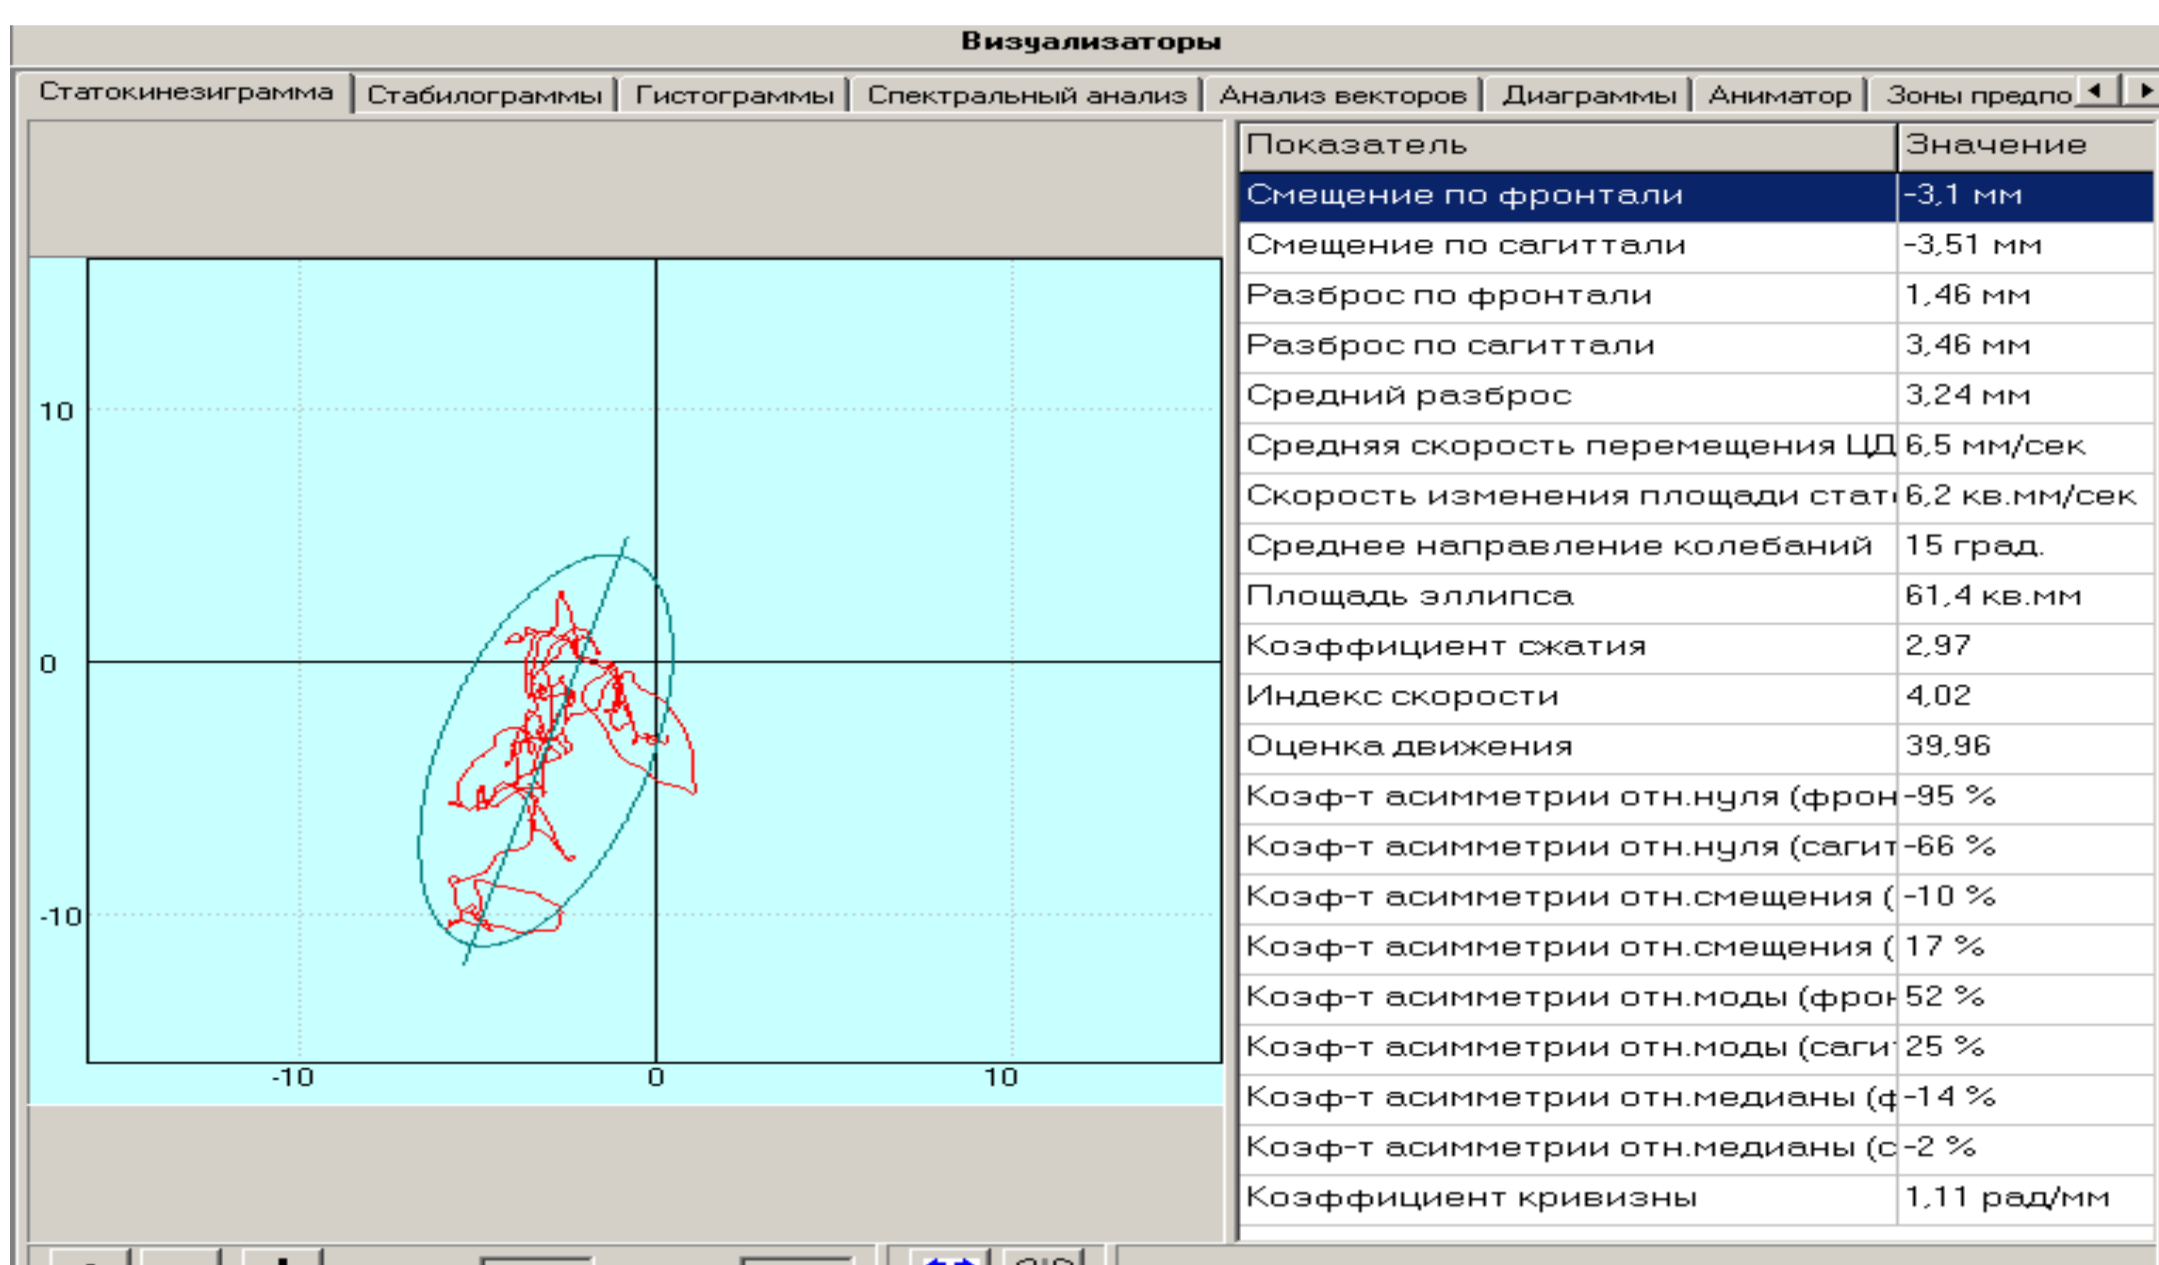 Визуализаторы
Статокинезиграмма Стабилограммы Гистограммы Спектральный анализ Анализ векторов Диаграммы Аниматор Зоны предпо
Показатель Значение
Смещение по фронтали -3,1 мм
Смещение по сагиттали -3,51 мм
Разброс по фронтали 1,46 мм
Разброс по сагиттали 3,46 мм
Средний разброс 3,24 мм
Средняя скорость перемещения ЦД 6,5 мм/сек
Скорость изменения площади стат 6,2 кв.мм/сек
Среднее направление колебаний 15 град.
Площадь эллипса 61,4 кв.мм
Коэффициент сжатия 2,97
Индекс скорости 4,02
Оценка движения 39,96
Коэф-т асимметрии отн.нуля (фрон -95 %
Коэф-т асимметрии отн.нуля (сагит -66 %
Коэф-т асимметрии отн.смещения ( -10 %
Коэф-т асимметрии отн.смещения ( 17 %
Коэф-т асимметрии отн.моды (фрон 52 %
Коэф-т асимметрии отн.моды (саги 25 %
Коэф-т асимметрии отн.медианы (ф -14 %
Коэф-т асимметрии отн.медианы (с -2 %
Коэффициент кривизны 1,11 рад/мм
10
0
-10
-10 0 10